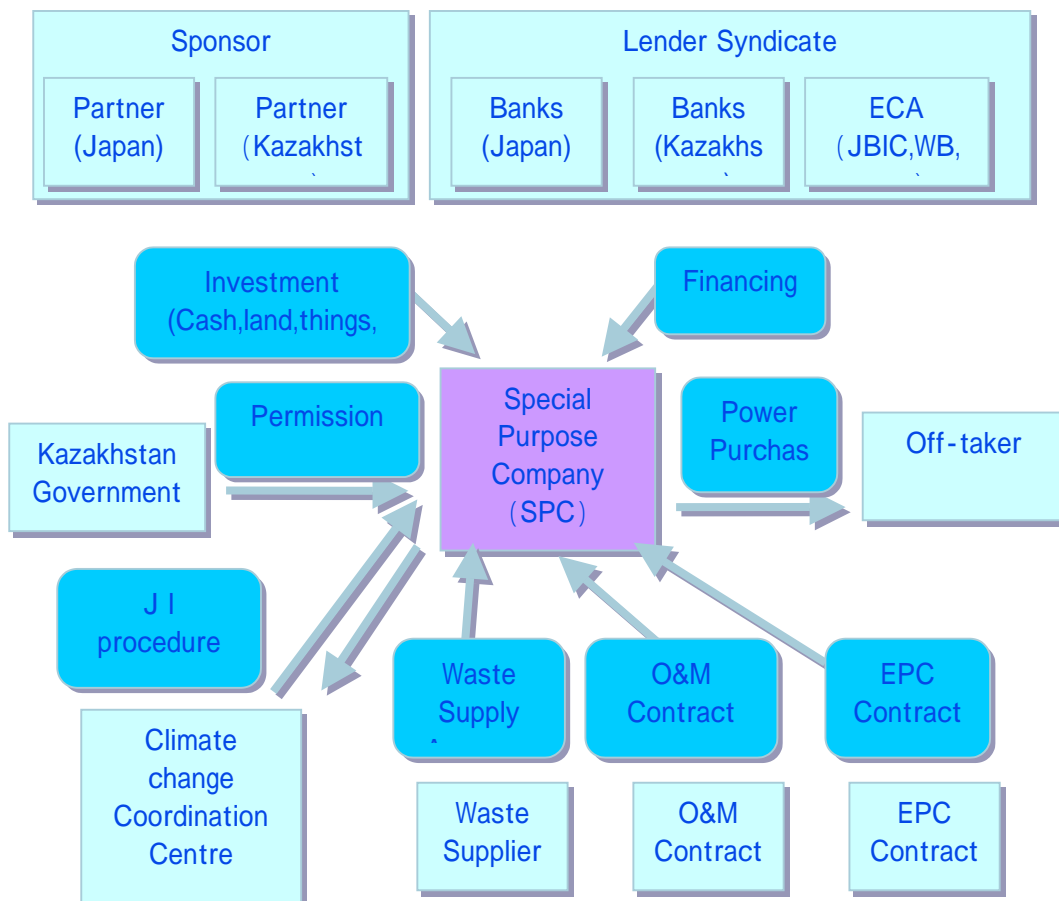 Sponsor
Partner
(Japan)
Partner
(Kazakhst
Lender Syndicate
Banks
(Japan)
Banks
(Kazakhs
ECA
(JBIC,WB,
Investment
(Cash,land,things,
Financing
Permission
Kazakhstan
Government
Special
Purpose
Company
(SPC)
Power
Purchas
Off-taker
J I
procedure
Climate
change
Coordination
Centre
Waste
Supply
O&M
Contract
EPC
Contract
Waste
Supplier
O&M
Contract
EPC
Contract